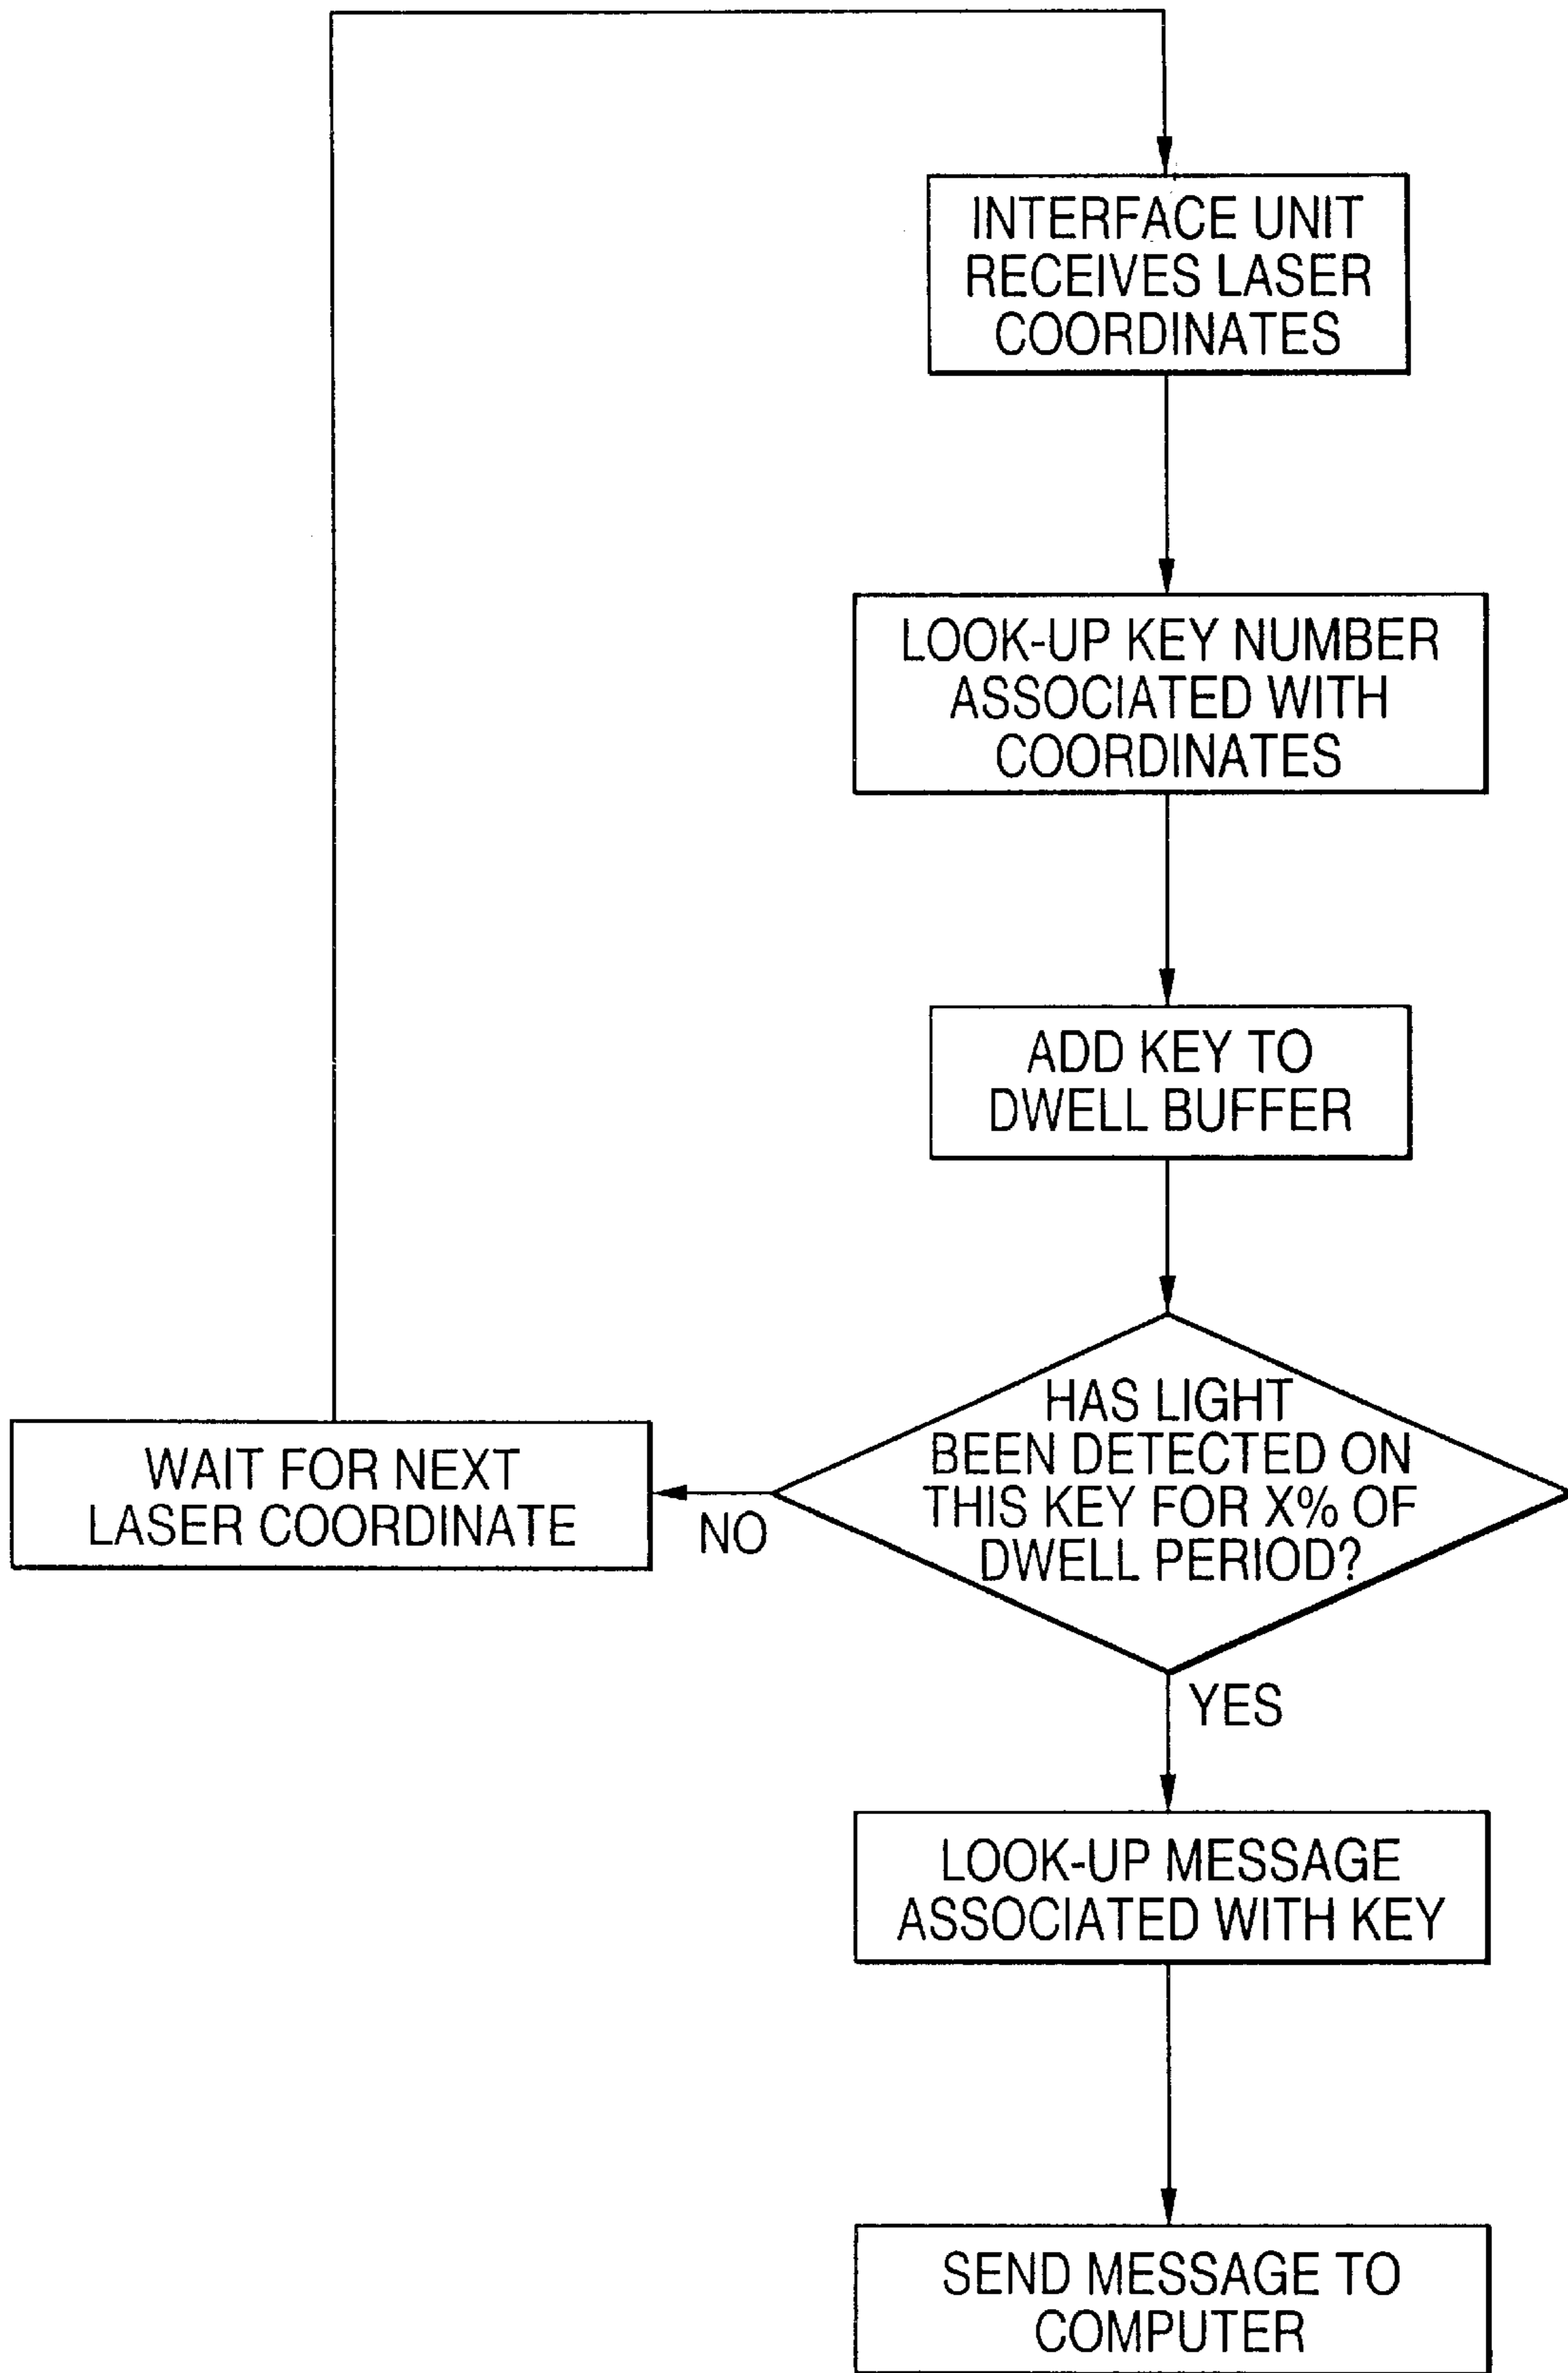 INTERFACE UNIT
RECEIVES LASER
COORDINATES
LOOK-UP KEY NUMBER
ASSOCIATED WITH
COORDINATES
ADD KEY TO
DWELL BUFFER
HAS LIGHT
BEEN DETECTED ON
THIS KEY FOR X% OF
DWELL PERIOD?
NO
WAIT FOR NEXT
LASER COORDINATE
YES
LOOK-UP MESSAGE
ASSOCIATED WITH KEY
SEND MESSAGE TO
COMPUTER